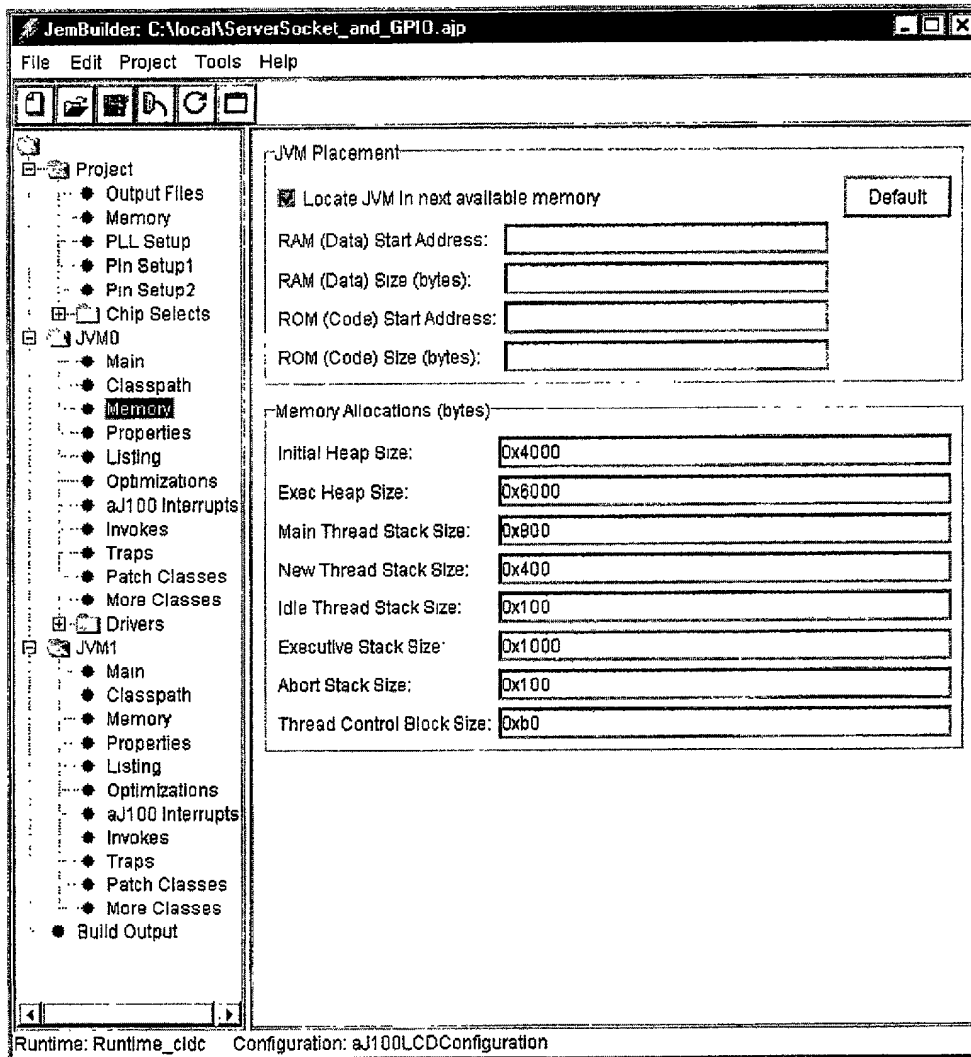 JemBuilder: C:\local\ServerSocket_and_GPIO.ajp
File Edit Project Tools Help
Project
Output Files
Memory
PLL Setup
Pin Setup1
Pin Setup2
Chip Selects
JVM0
Main
Classpath
Memory
Properties
Listing
Optimizations
aJ100 Interrupts
Invokes
Traps
Patch Classes
More Classes
Drivers
JVM1
Main
Classpath
Memory
Properties
Listing
Optimizations
aJ100 Interrupts
Invokes
Traps
Patch Classes
More Classes
Build Output
JVM Placement
Locate JVM in next available memory
Default
RAM (Data) Start Address:
RAM (Data) Size (bytes):
ROM (Code) Start Address:
ROM (Code) Size (bytes):
Memory Allocations (bytes)
Initial Heap Size: 0x4000
Exec Heap Size: 0x6000
Main Thread Stack Size: 0x800
New Thread Stack Size: 0x400
Idle Thread Stack Size: 0x100
Executive Stack Size: 0x1000
Abort Stack Size: 0x100
Thread Control Block Size: 0xb0
Runtime: Runtime_cldc Configuration: aJ100LCDConfiguration